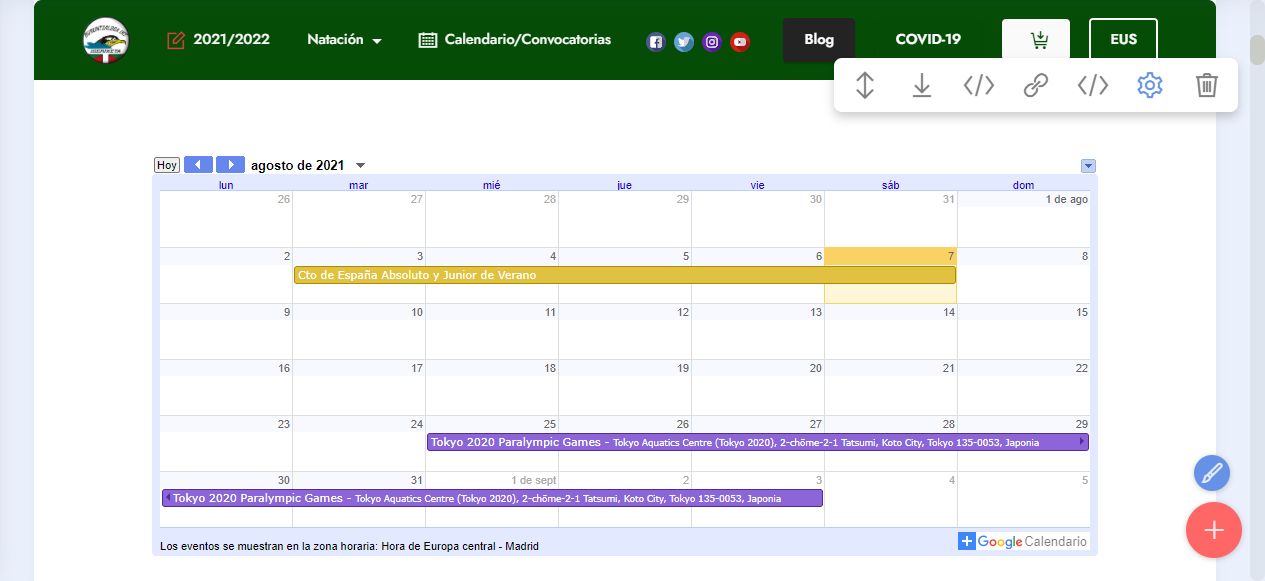 2021/2022 Natación Calendario/Convocatorias Blog COVID-19 EUS
Hoy agosto de 2021
lun mar mié jue vie sáb dom
26 27 28 29 30 31 1 de ago
2 3 4 5 6 7 8
Cto de España Absoluto y Junior de Verano
9 10 11 12 13 14 15
16 17 18 19 20 21 22
23 24 25 26 27 28 29
Tokyo 2020 Paralympic Games - Tokyo Aquatics Centre (Tokyo 2020), 2-chōme-2-1 Tatsumi, Koto City, Tokyo 135-0053, Japonia
30 31 1 de sept 2 3 4 5
Tokyo 2020 Paralympic Games - Tokyo Aquatics Centre (Tokyo 2020), 2-chōme-2-1 Tatsumi, Koto City, Tokyo 135-0053, Japonia
Los eventos se muestran en la zona horaria: Hora de Europa central - Madrid
Google Calendario